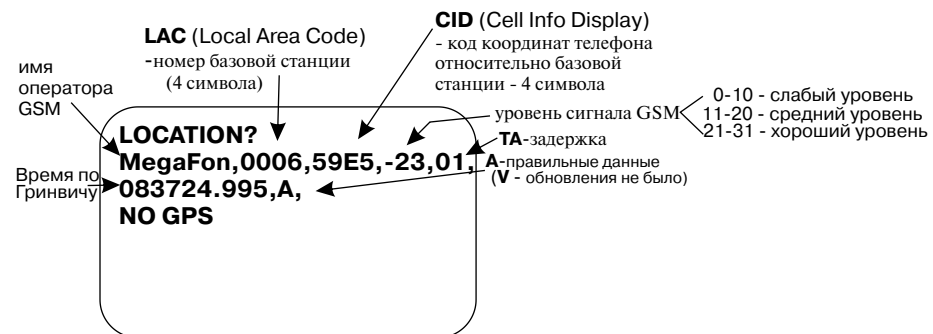 CID (Cell Info Display)
- код координат телефона
относительно базовой
станции - 4 символа
LAC (Local Area Code)
-номер базовой станции
(4 символа)
имя
оператора
GSM
уровень сигнала GSM
0-10 - слабый уровень
11-20 - средний уровень
21-31 - хороший уровень
TA-задержка
A-правильные данные
(V - обновления не было)
Время по
Гринвичу
LOCATION?
MegaFon,0006,59E5,-23,01,
083724.995,A,
NO GPS